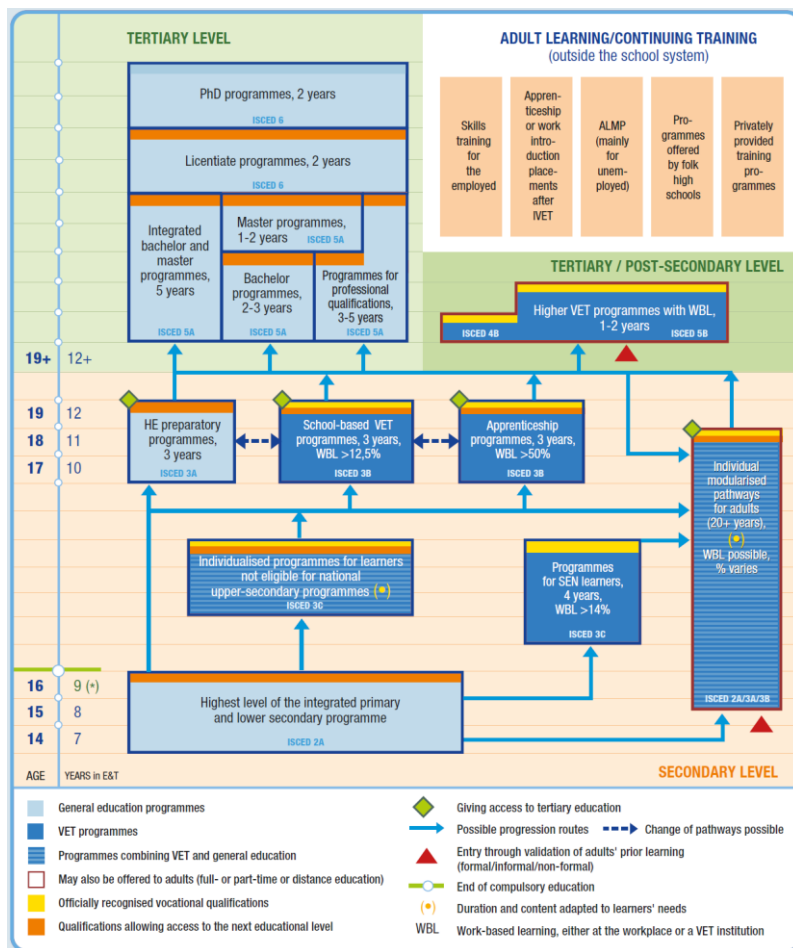 TERTIARY LEVEL
PhD programmes, 2 years
ISCED 6
Licentiate programmes, 2 years
ISCED 6
Integrated
bachelor and
master
programmes,
5 years
ISCED 5A
Master programmes,
1-2 years ISCED 5A
Bachelor
programmes,
2-3 years
ISCED 5A
Programmes for
professional
qualifications,
3-5 years
ISCED 5A
ADULT LEARNING/CONTINUING TRAINING
(outside the school system)
Skills
training
for
the
employed
Appren-
ticeship
or work
intro-
duction
place-
ments
after
IVET
ALMP
(mainly
for
unem-
ployed)
Pro-
grammes
offered
by folk
high
schools
Privately
provided
training
pro-
grammes
TERTIARY / POST-SECONDARY LEVEL
Higher VET programmes with WBL,
1-2 years
ISCED 4B ISCED 5B
19+ 12+
19 12
18 11
17 10
HE preparatory
programmes,
3 years
ISCED 3A
School-based VET
programmes, 3 years,
WBL >12,5%
ISCED 3B
Apprenticeship
programmes, 3 years,
WBL >50%
ISCED 3B
Individual
modularised
pathways
for adults
(20+ years),
(•)
WBL possible,
% varies
ISCED 2A/3A/3B
Individualised programmes for learners
not eligible for national
upper-secondary programmes (•)
ISCED 3C
Programmes
for SEN learners,
4 years,
WBL >14%
ISCED 3C
16 9 (*)
15 8
14 7
Highest level of the integrated primary
and lower secondary programme
ISCED 2A
AGE YEARS in E&T
SECONDARY LEVEL
General education programmes
VET programmes
Programmes combining VET and general education
May also be offered to adults (full- or part-time or distance education)
Officially recognised vocational qualifications
Qualifications allowing access to the next educational level
Giving access to tertiary education
Possible progression routes
Change of pathways possible
Entry through validation of adults' prior learning
(formal/informal/non-formal)
End of compulsory education
(•) Duration and content adapted to learners' needs
WBL Work-based learning, either at the workplace or a VET institution